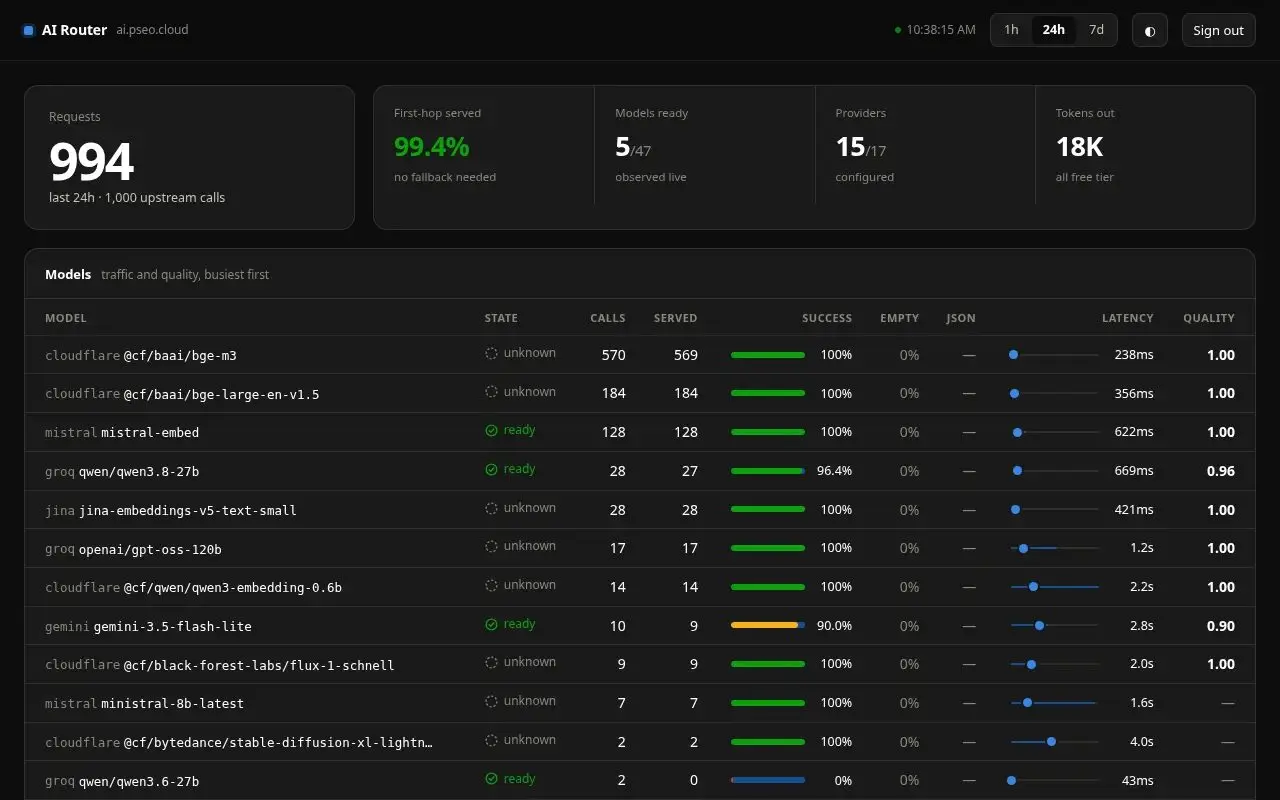 AI Router ai.pseo.cloud 10:38:15 AM 1h 24h 7d Sign out
Requests
994
last 24h · 1,000 upstream calls
First-hop served
99.4%
no fallback needed
Models ready
5/47
observed live
Providers
15/17
configured
Tokens out
18K
all free tier
Models traffic and quality, busiest first
MODEL STATE CALLS SERVED SUCCESS EMPTY JSON LATENCY QUALITY
cloudflare @cf/baai/bge-m3 unknown 570 569 100% 0% — 238ms 1.00
cloudflare @cf/baai/bge-large-en-v1.5 unknown 184 184 100% 0% — 356ms 1.00
mistral mistral-embed ready 128 128 100% 0% — 622ms 1.00
groq qwen/qwen3.8-27b ready 28 27 96.4% 0% — 669ms 0.96
jina jina-embeddings-v5-text-small unknown 28 28 100% 0% — 421ms 1.00
groq openai/gpt-oss-120b unknown 17 17 100% 0% — 1.2s 1.00
cloudflare @cf/qwen/qwen3-embedding-0.6b unknown 14 14 100% 0% — 2.2s 1.00
gemini gemini-3.5-flash-lite ready 10 9 90.0% 0% — 2.8s 0.90
cloudflare @cf/black-forest-labs/flux-1-schnell unknown 9 9 100% 0% — 2.0s 1.00
mistral ministral-8b-latest unknown 7 7 100% 0% — 1.6s —
cloudflare @cf/bytedance/stable-diffusion-xl-lightn… unknown 2 2 100% 0% — 4.0s —
groq qwen/qwen3.6-27b ready 2 0 0% 0% — 43ms —